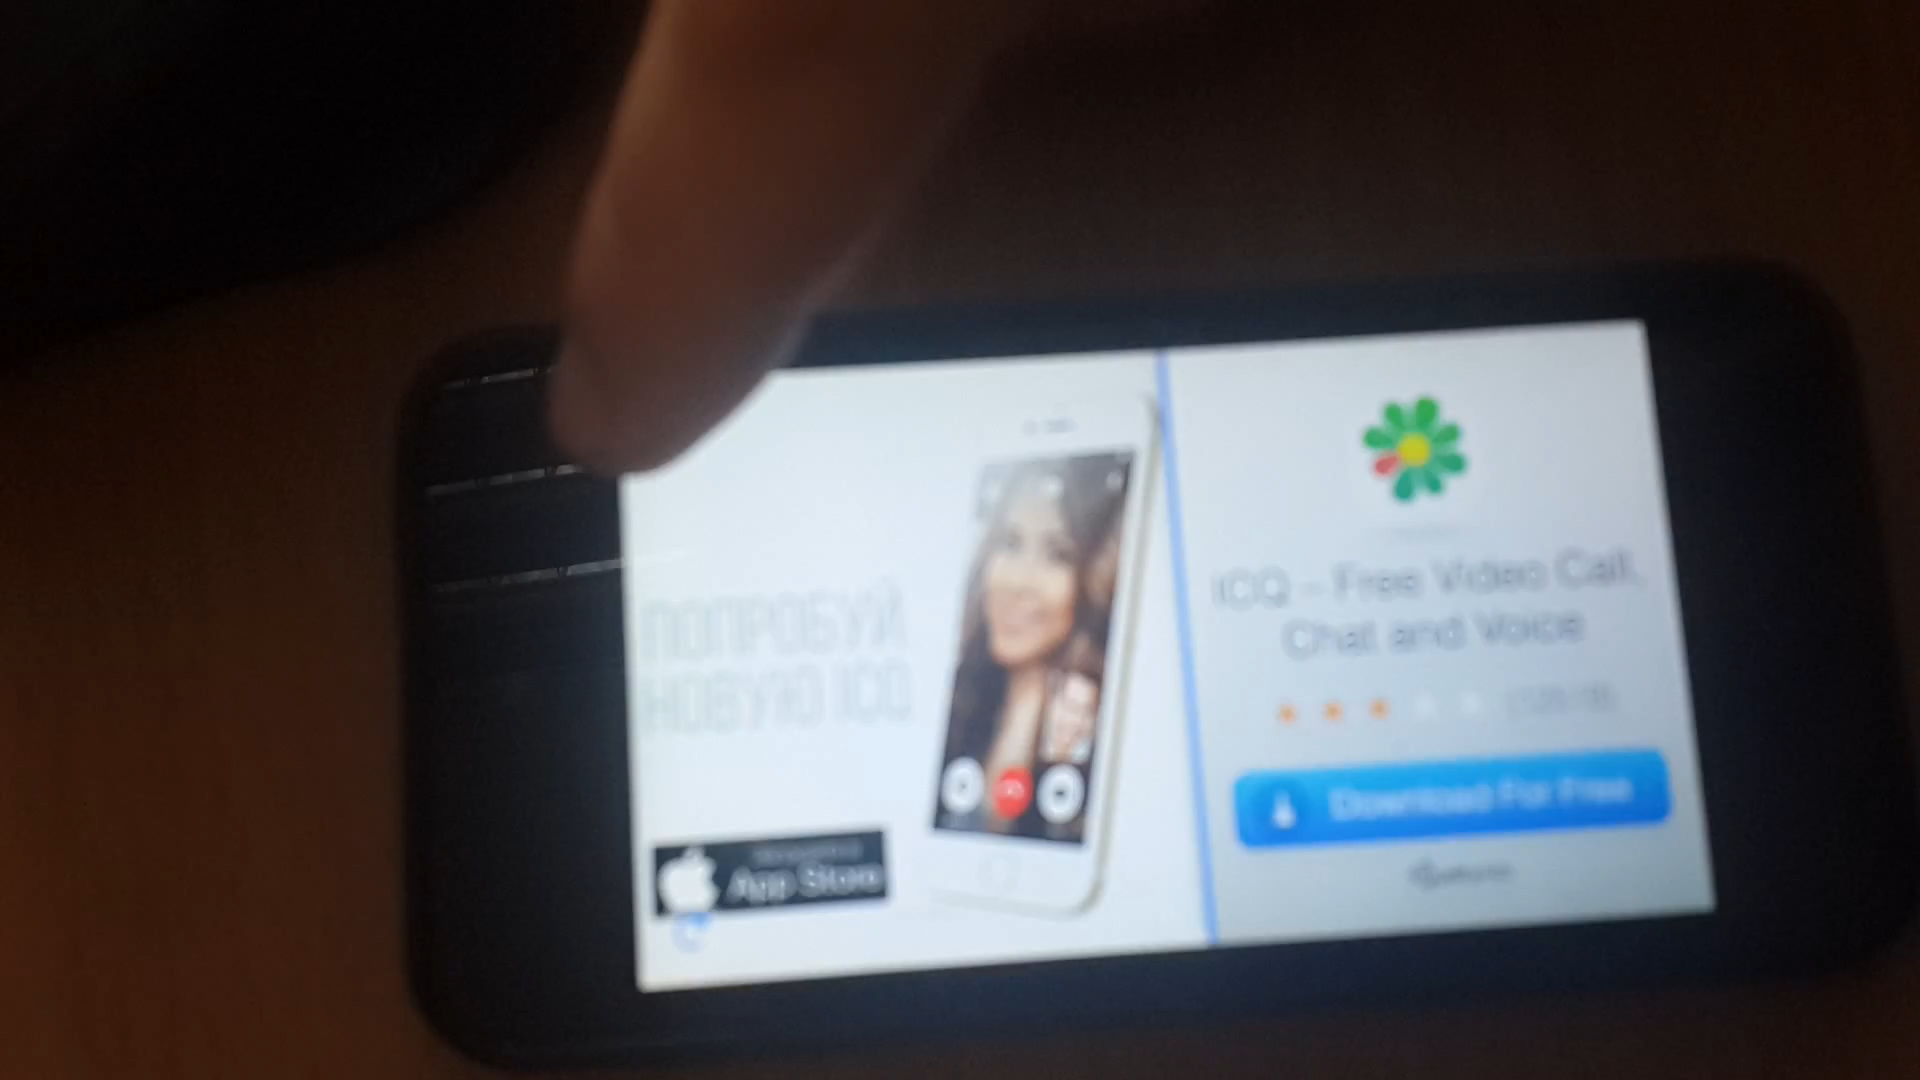 ПОПРОБУЙ
НОВУЮ ICQ
App Store
ICQ – Free Video Call,
Chat and Voice
Download For Free